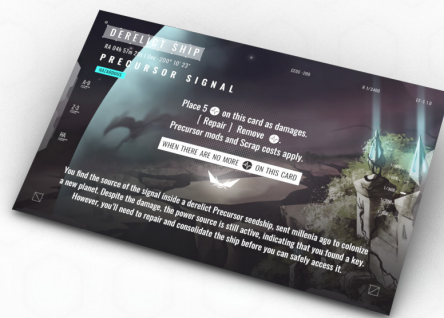 DERELICT SHIP
PRECURSOR SIGNAL
Place 5 on this card as damages.
[ Repair ] Remove .
Precursor mods and Scrap costs apply.
WHEN THERE ARE NO MORE ON THIS CARD
You find the source of the signal inside a derelict Precursor seedship, sent millenia ago to colonize
a new planet. Despite the damage, the power source is still active, indicating that you found a key.
However, you'll need to repair and consolidate the ship before you can safely access it.